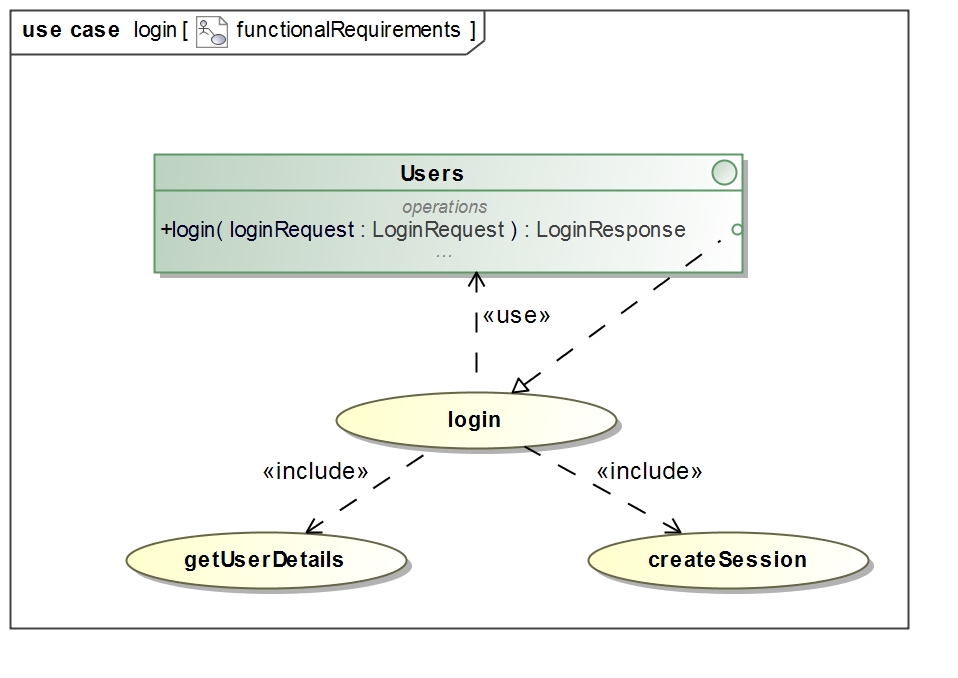 use case login [ functionalRequirements ]
Users
operations
+login( loginRequest : LoginRequest ) : LoginResponse
...
«use»
login
«include» «include»
getUserDetails createSession